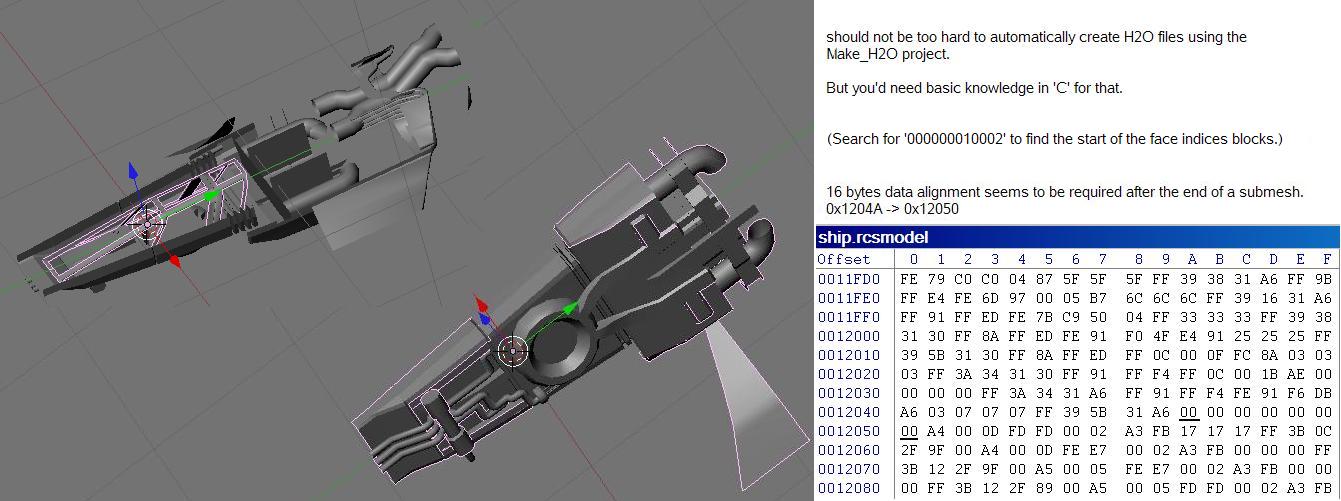 should not be too hard to automatically create H2O files using the
Make_H2O project.
But you'd need basic knowledge in 'C' for that.
(Search for '000000010002' to find the start of the face indices blocks.)
16 bytes data alignment seems to be required after the end of a submesh.
0x1204A -> 0x12050
ship.rcsmodel
Offset 0 1 2 3 4 5 6 7 8 9 A B C D E F
0011FD0 FE 79 C0 C0 04 87 5F 5F 5F FF 39 38 31 A6 FF 9B
0011FE0 FF E4 FE 6D 97 00 05 B7 6C 6C 6C FF 39 16 31 A6
0011FF0 FF 91 FF ED FE 7B C9 50 04 FF 33 33 33 FF 39 38
0012000 31 30 FF 8A FF ED FE 91 F0 4F E4 91 25 25 25 FF
0012010 39 5B 31 30 FF 8A FF ED FF 0C 00 0F FC 8A 03 03
0012020 03 FF 3A 34 31 30 FF 91 FF F4 FF 0C 00 1B AE 00
0012030 00 00 00 FF 3A 34 31 A6 FF 91 FF F4 FE 91 F6 DB
0012040 A6 03 07 07 07 FF 39 5B 31 A6 00 00 00 00 00 00
0012050 00 A4 00 0D FD FD 00 02 A3 FB 17 17 17 FF 3B 0C
0012060 2F 9F 00 A4 00 0D FE E7 00 02 A3 FB 00 00 00 FF
0012070 3B 12 2F 9F 00 A5 00 05 FE E7 00 02 A3 FB 00 00
0012080 00 FF 3B 12 2F 89 00 A5 00 05 FD FD 00 02 A3 FB